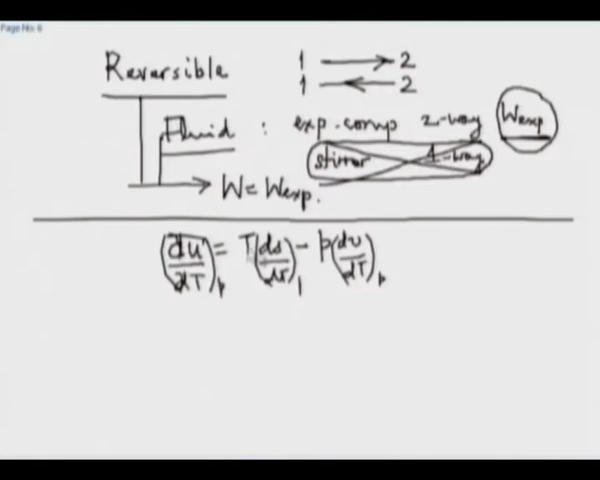 Page No: 6
Reversible 1 → 2
1 ← 2
Fluid : exp. comp 2-way Wexp
stirrer 1-way
W = Wexp.
(du/dT)p = T(ds/dT)p - p(dv/dT)p